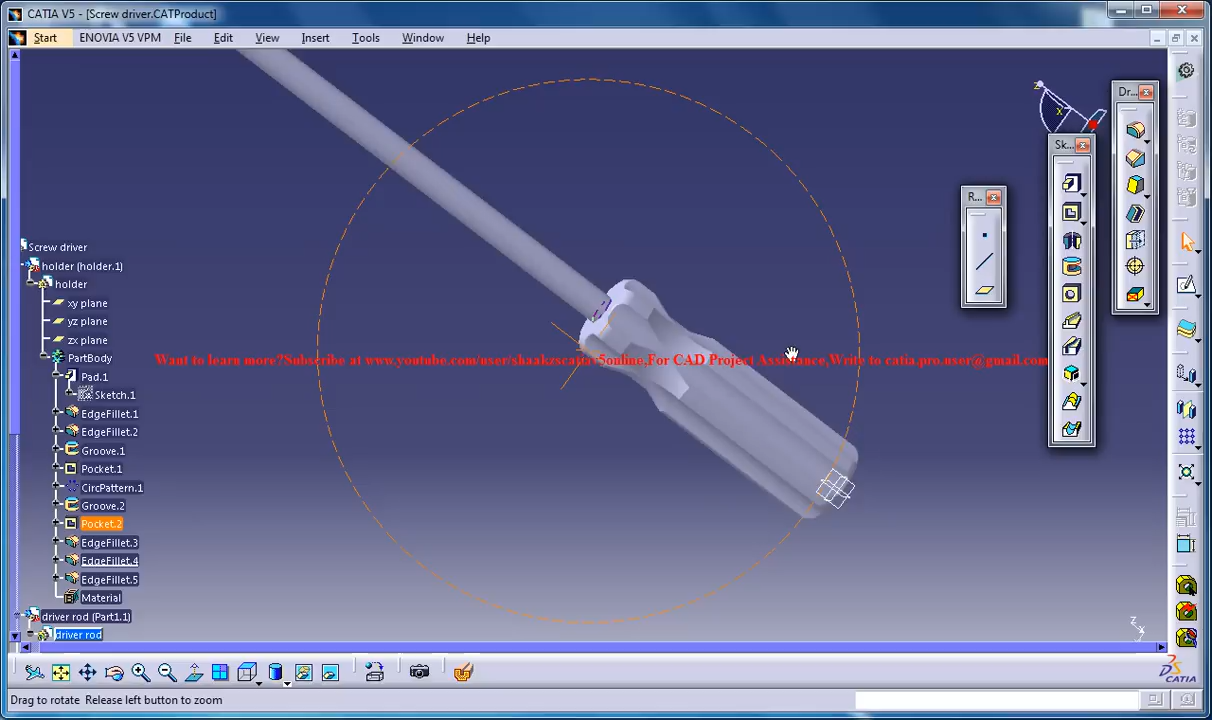 CATIA V5 - [Screw driver.CATProduct]
Start ENOVIA V5 VPM File Edit View Insert Tools Window Help
Dr...
Sk...
R...
z
x
Screw driver
holder (holder.1)
holder
xy plane
yz plane
zx plane
PartBody
Want to learn more?Subscribe at www.youtube.com/user/shaakzscatiav5online,For CAD Project Assistance,Write to catia.pro.user@gmail.com
Pad.1
Sketch.1
EdgeFillet.1
EdgeFillet.2
Groove.1
Pocket.1
CircPattern.1
Groove.2
Pocket.2
EdgeFillet.3
EdgeFillet.4
EdgeFillet.5
Material
driver rod (Part1.1)
driver rod
z
x
CATIA
Drag to rotate Release left button to zoom